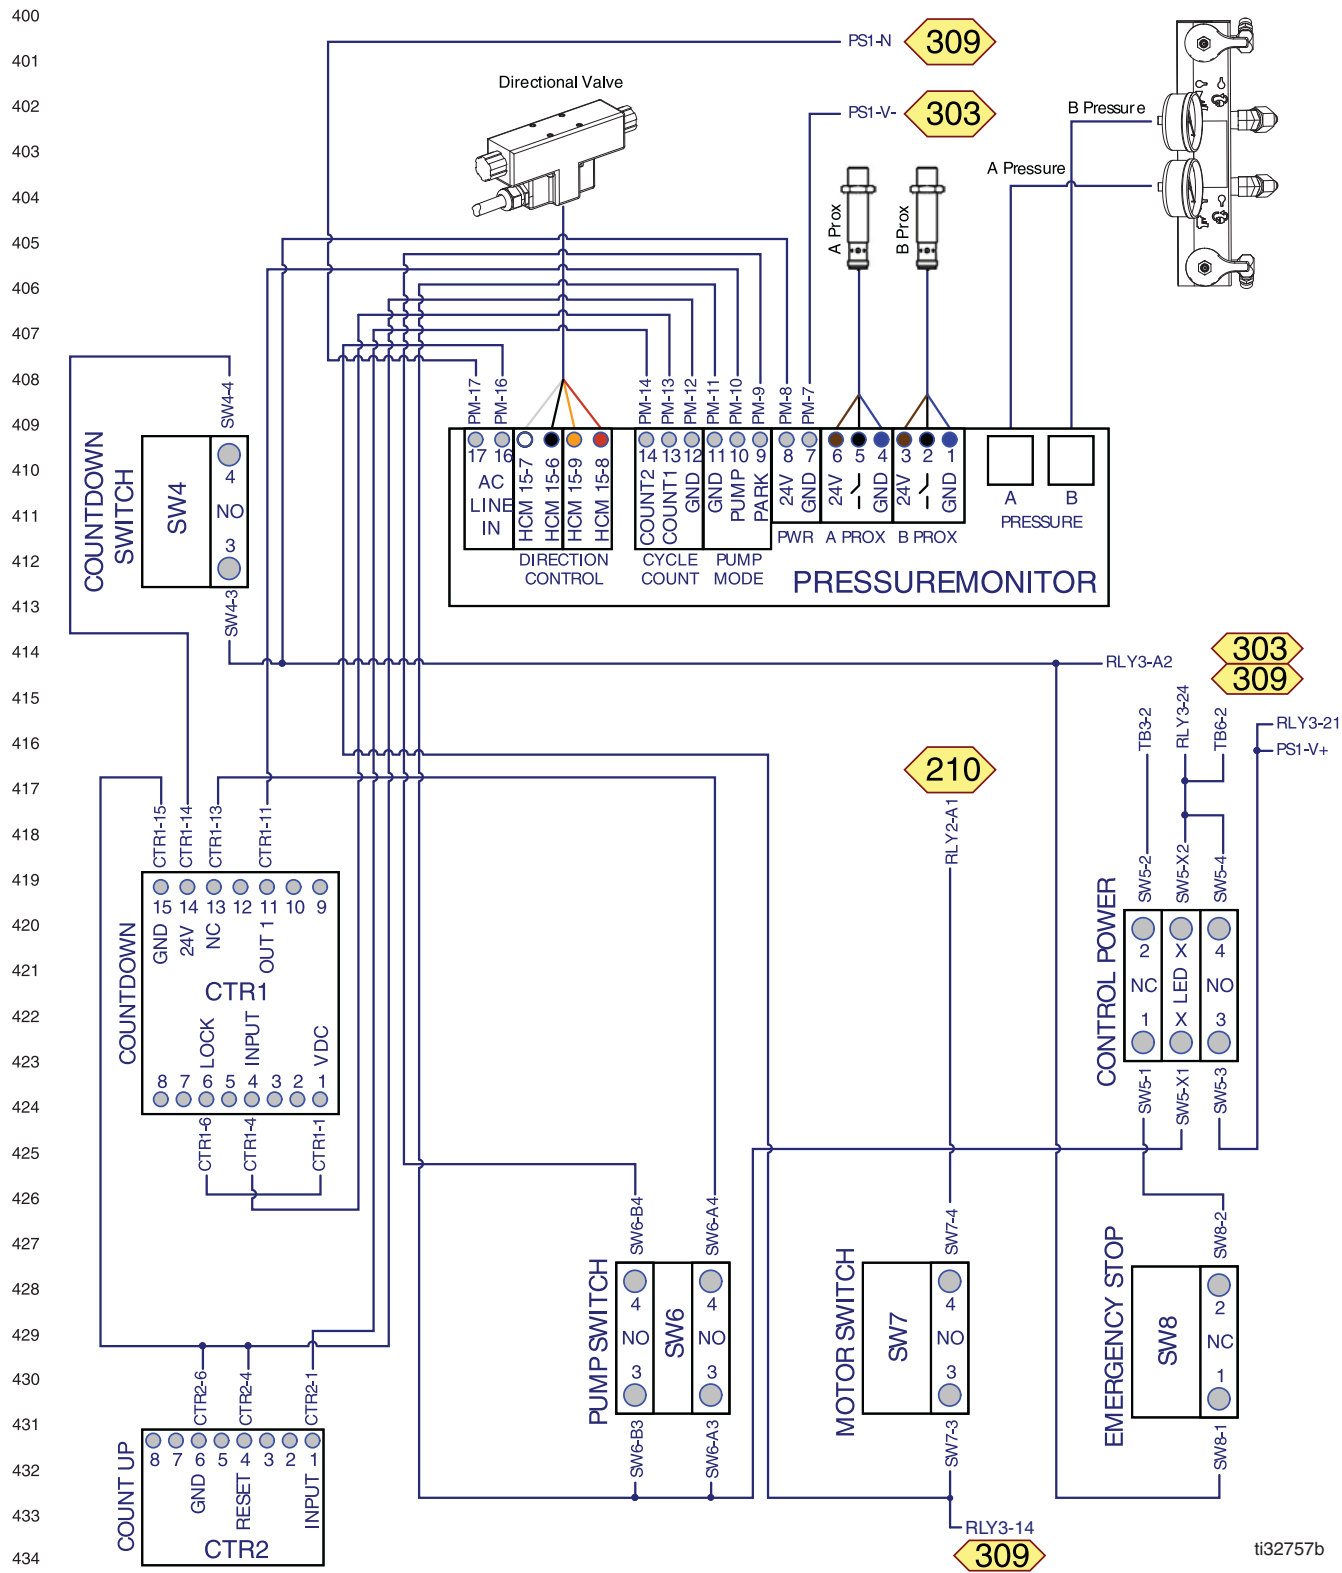 400
401
402
403
404
405
406
407
408
409
410
411
412
413
414
415
416
417
418
419
420
421
422
423
424
425
426
427
428
429
430
431
432
433
434
PS1-N
309
Directional Valve
PS1-V-
303
B Pressure
A Pressure
A Prox
B Prox
SW4-4
PM-17
PM-16
PM-14
PM-13
PM-12
PM-11
PM-10
PM-9
PM-8
PM-7
17
16
14
13
12
11
10
9
8
7
6
5
4
3
2
1
AC
LINE
IN
HCM 15-7
HCM 15-6
HCM 15-9
HCM 15-8
COUNT2
COUNT1
GND
GND
PUMP
PARK
24V
GND
24V
GND
24V
GND
A
B
PRESSURE
DIRECTION
CONTROL
CYCLE
COUNT
PUMP
MODE
PWR
A PROX
B PROX
PRESSUREMONITOR
COUNTDOWN
SWITCH
SW4
4
NO
3
SW4-3
RLY3-A2
303
309
TB3-2
RLY3-24
TB6-2
RLY3-21
PS1-V+
210
RLY2-A1
CTR1-15
CTR1-14
CTR1-13
CTR1-11
COUNTDOWN
15
14
13
12
11
10
9
GND
24V
NC
OUT 1
CTR1
LOCK
INPUT
VDC
8
7
6
5
4
3
2
1
CTR1-6
CTR1-4
CTR1-1
SW5-2
SW5-X2
SW5-4
CONTROL POWER
2
X
4
NC
LED
NO
1
X
3
SW5-1
SW5-X1
SW5-3
SW6-B4
SW6-A4
PUMP SWITCH
4
NO
3
SW6
4
NO
3
SW6-B3
SW6-A3
SW7-4
MOTOR SWITCH
SW7
4
NO
3
SW7-3
RLY3-14
309
SW8-2
EMERGENCY STOP
SW8
2
NC
1
SW8-1
CTR2-6
CTR2-4
CTR2-1
COUNT UP
8
7
6
5
4
3
2
1
GND
RESET
INPUT
CTR2
ti32757b